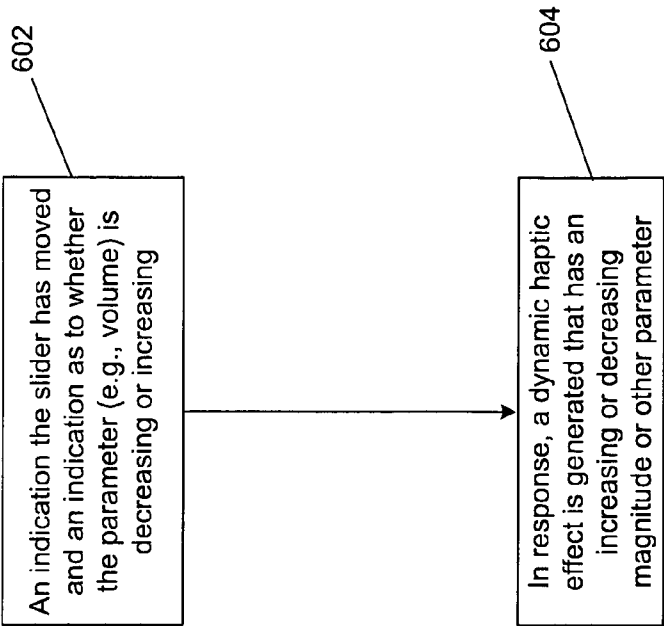 602
An indication the slider has moved
and an indication as to whether
the parameter (e.g., volume) is
decreasing or increasing
604
In response, a dynamic haptic
effect is generated that has an
increasing or decreasing
magnitude or other parameter